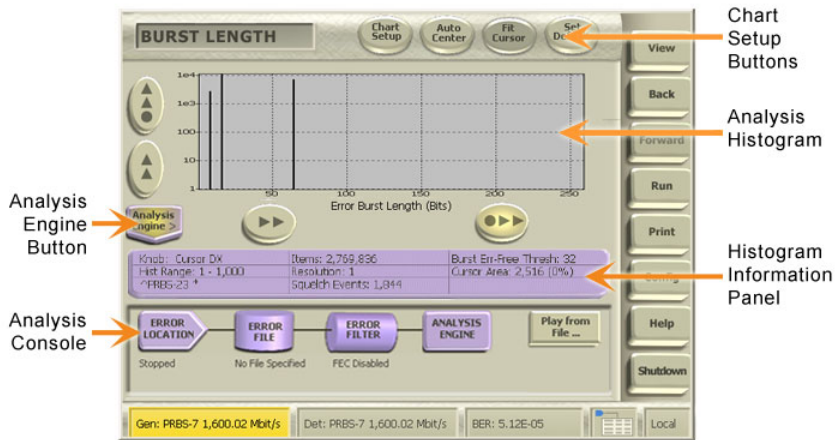 Chart
Setup
Buttons
BURST LENGTH
Chart
Setup
Auto
Center
Fit
Cursor
Set
View
Back
Forward
Run
Print
Help
Shutdown
Analysis
Histogram
1e4
1e3
100
10
1
50
100
150
200
250
Error Burst Length (Bits)
Analysis
Engine
Button
Analysis
Engine >
Knob: Cursor DX
Items: 2,769,836
Burst Err-Free Thresh: 32
Hist Range: 1 - 1,000
Resolution: 1
Cursor Area: 2,516 (0%)
^PRBS-23 *
Squelch Events: 1,844
Histogram
Information
Panel
Analysis
Console
ERROR
LOCATION
ERROR
FILE
ERROR
FILTER
ANALYSIS
ENGINE
Play from
File ...
Stopped
No File Specified
FEC Disabled
Gen: PRBS-7 1,600.02 Mbit/s
Det: PRBS-7 1,600.02 Mbit/s
BER: 5.12E-05
Local